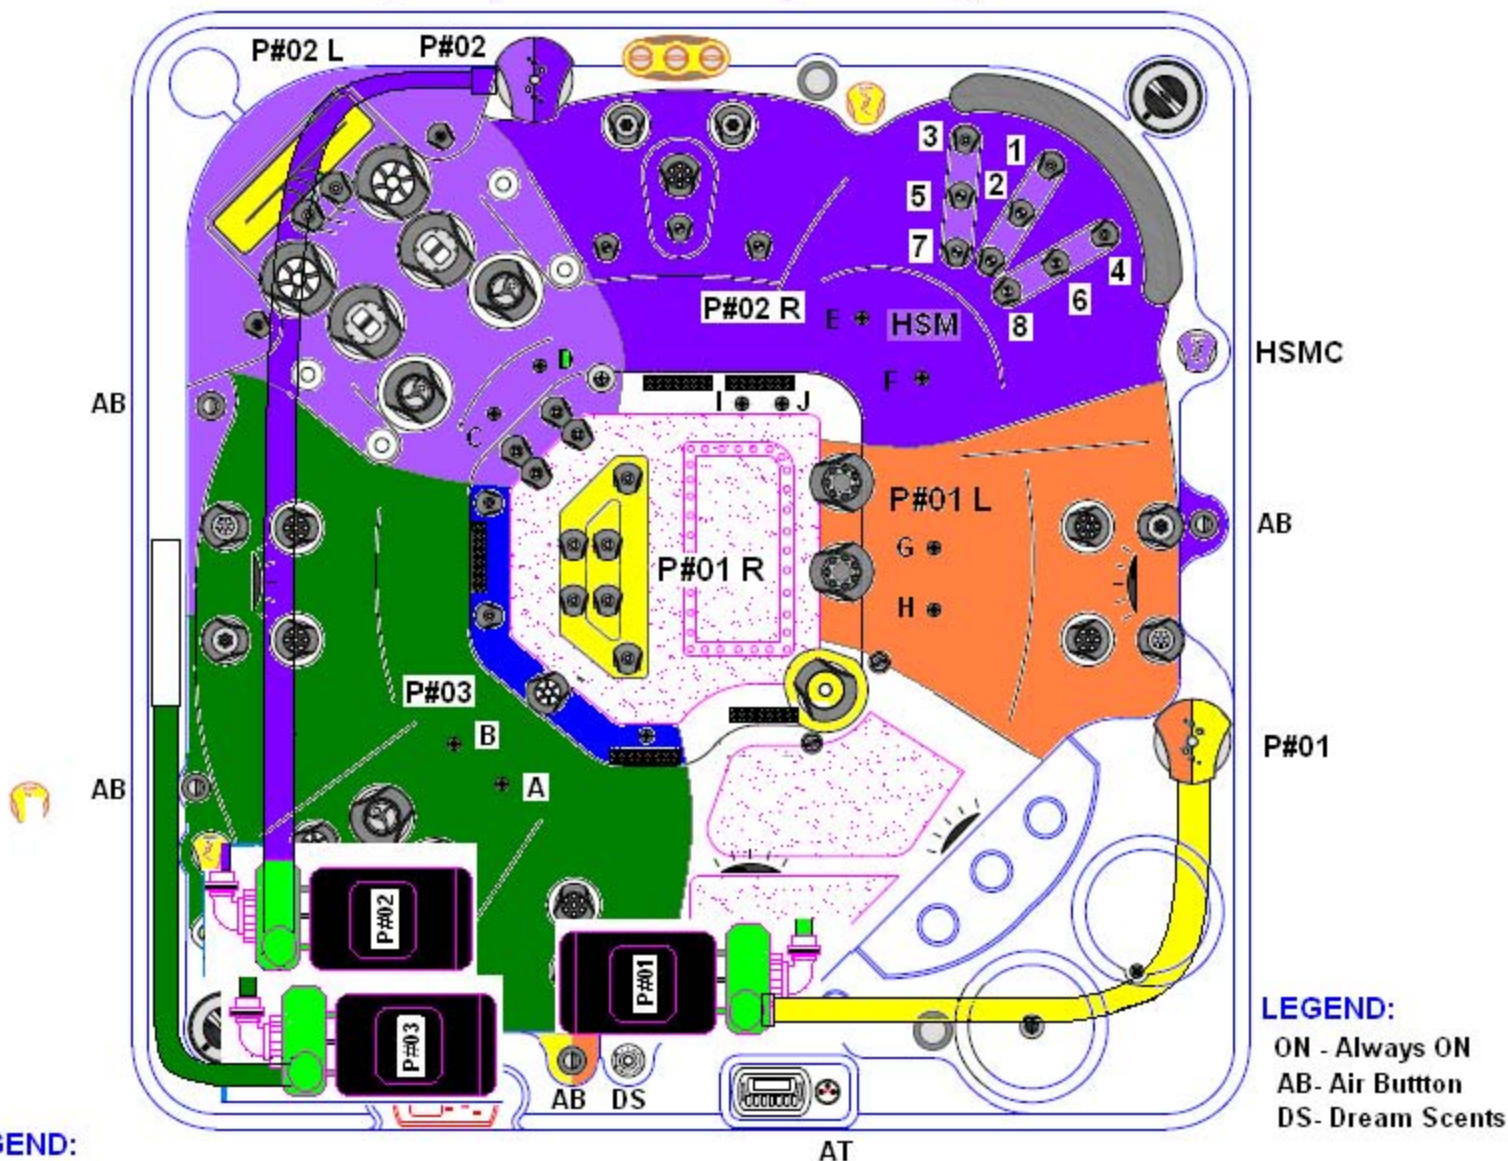 P#02 L
P#02
3
1
5
2
7
4
6
8
P#02 R
E
HSM
HSMC
D
F
AB
I
J
C
P#01 L
AB
G
P#01 R
H
P#03
B
P#01
A
AB
P#02
P#01
P#03
LEGEND:
ON - Always ON
AB- Air Buttton
DS- Dream Scents
AB
DS
AT
GEND: